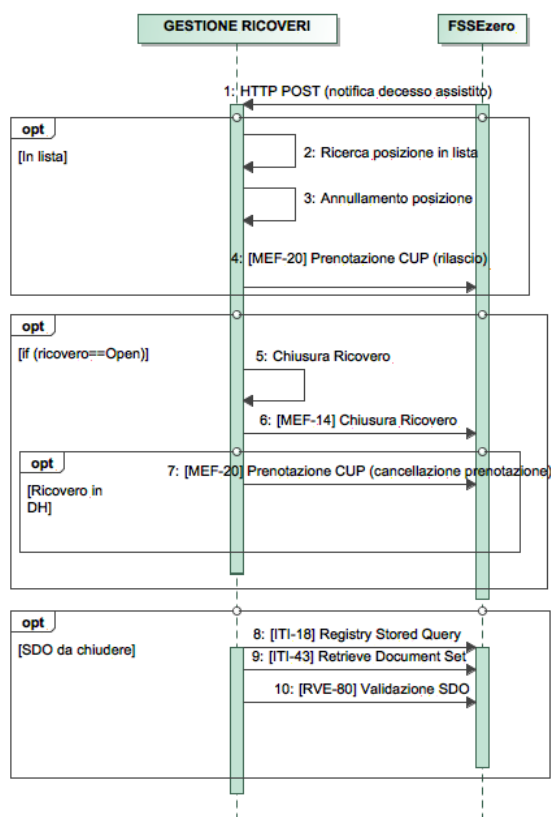 GESTIONE RICOVERI
FSSEzero
1: HTTP POST (notifica decesso assistito)
opt
[In lista]
2: Ricerca posizione in lista
3: Annullamento posizione
4: [MEF-20] Prenotazione CUP (rilascio)
opt
[if (ricovero==Open)]
5: Chiusura Ricovero
6: [MEF-14] Chiusura Ricovero
opt
7: [MEF-20] Prenotazione CUP (cancellazione prenotazione)
[Ricovero in
DH]
opt
8: [ITI-18] Registry Stored Query
[SDO da chiudere]
9: [ITI-43] Retrieve Document Set
10: [RVE-80] Validazione SDO